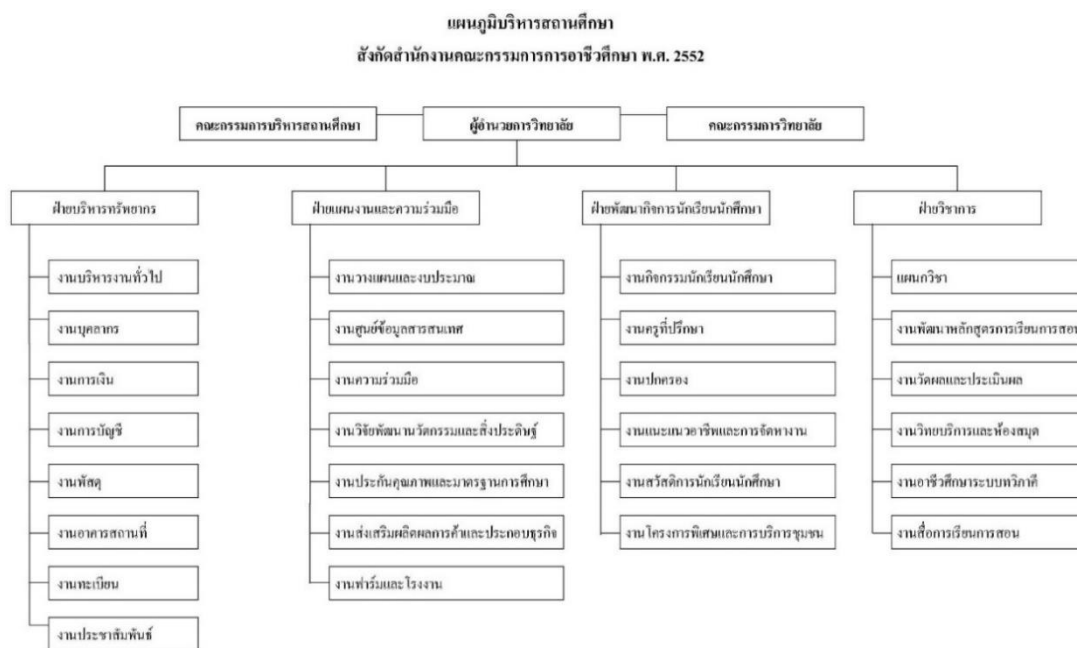 แผนภูมิบริหารสถานศึกษา
สังกัดสำนักงานคณะกรรมการการอาชีวศึกษา พ.ศ. 2552
คณะกรรมการบริหารสถานศึกษา
ผู้อำนวยการวิทยาลัย
คณะกรรมการวิทยาลัย
ฝ่ายบริหารทรัพยากร
งานบริหารงานทั่วไป
งานบุคลากร
งานการเงิน
งานการบัญชี
งานพัสดุ
งานอาคารสถานที่
งานทะเบียน
งานประชาสัมพันธ์
ฝ่ายแผนงานและความร่วมมือ
งานวางแผนและงบประมาณ
งานศูนย์ข้อมูลสารสนเทศ
งานความร่วมมือ
งานวิจัยพัฒนานวัตกรรมและสิ่งประดิษฐ์
งานประกันคุณภาพและมาตรฐานการศึกษา
งานส่งเสริมผลิตผลการค้าและประกอบธุรกิจ
งานฟาร์มและโรงงาน
ฝ่ายพัฒนากิจการนักเรียนนักศึกษา
งานกิจกรรมนักเรียนนักศึกษา
งานครูที่ปรึกษา
งานปกครอง
งานแนะแนวอาชีพและการจัดหางาน
งานสวัสดิการนักเรียนนักศึกษา
งานโครงการพิเศษและการบริการชุมชน
ฝ่ายวิชาการ
แผนกวิชา
งานพัฒนาหลักสูตรการเรียนการสอน
งานวัดผลและประเมินผล
งานวิทยบริการและห้องสมุด
งานอาชีวศึกษาระบบทวิภาคี
งานสื่อการเรียนการสอน